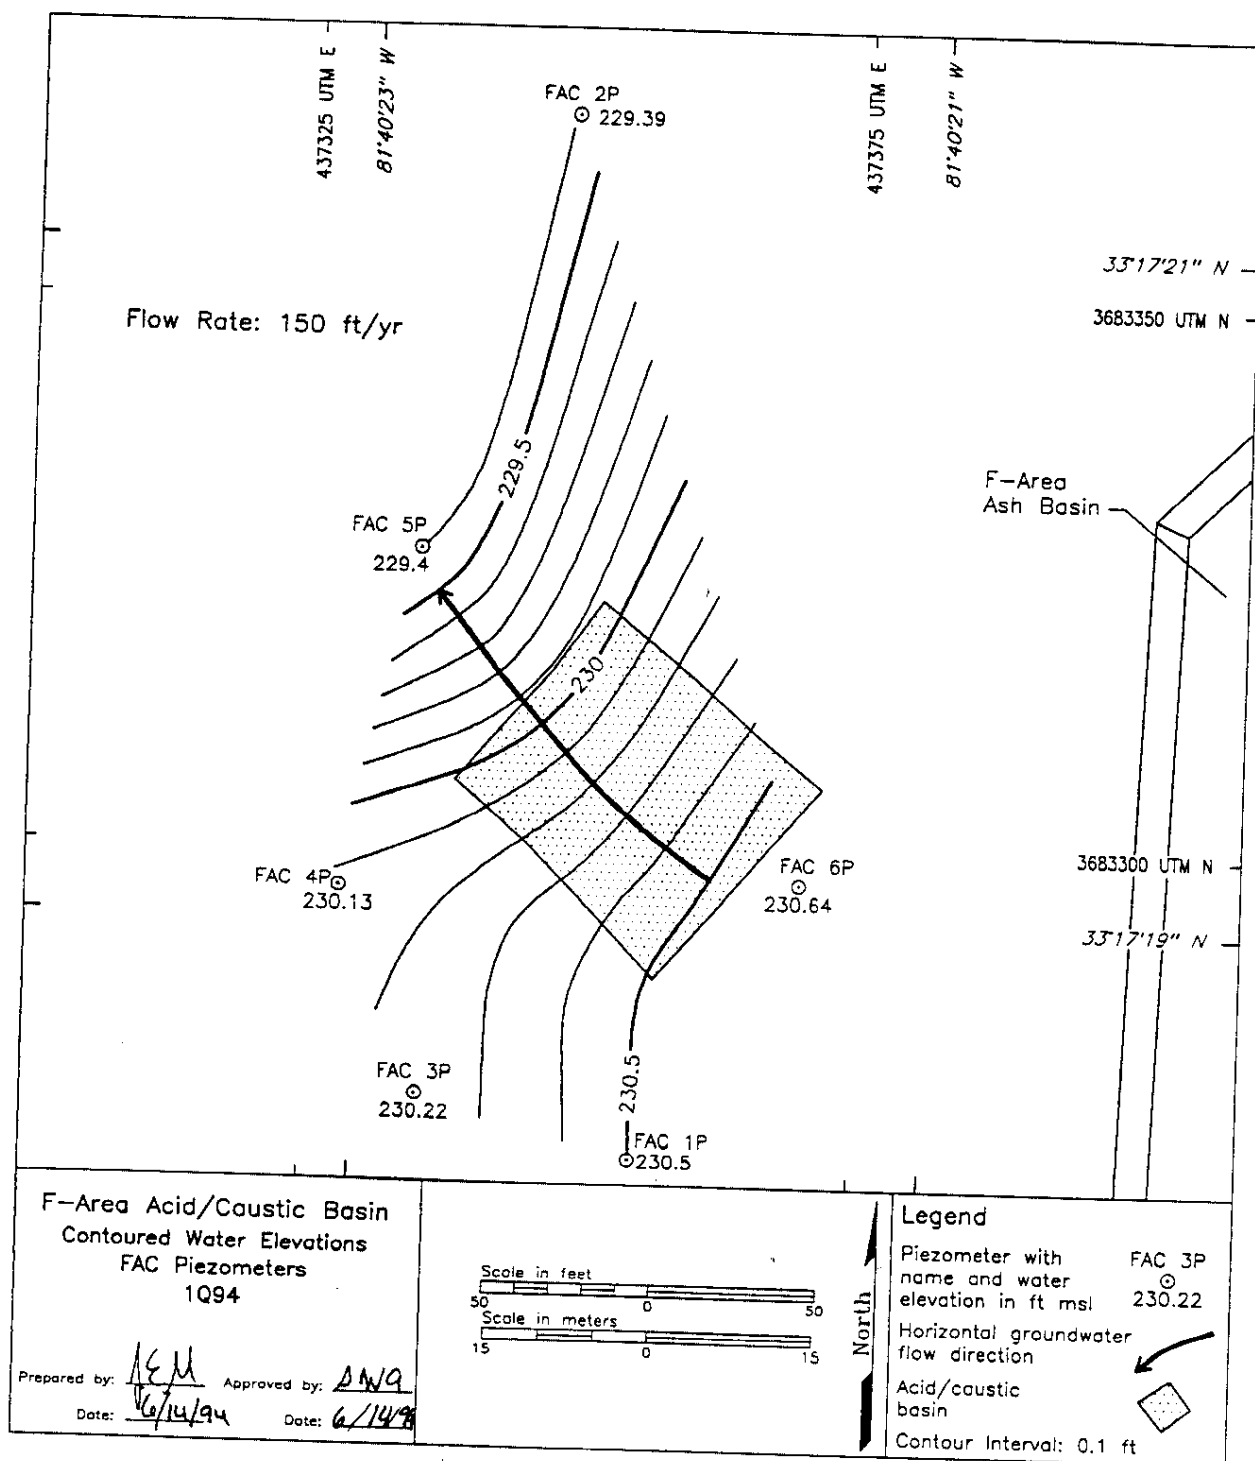 437325 UTM E
81°40'23" W
437375 UTM E
81°40'21" W
FAC 2P
229.39
33°17'21" N
3683350 UTM N
Flow Rate: 150 ft/yr
229.5
F-Area
Ash Basin
FAC 5P
229.4
230
FAC 4P
230.13
FAC 6P
230.64
3683300 UTM N
33°17'19" N
FAC 3P
230.22
230.5
FAC 1P
230.5
F-Area Acid/Caustic Basin
Contoured Water Elevations
FAC Piezometers
1Q94
Prepared by:
Approved by:
Date: 6/14/94
Date: 6/14/94
Scale in feet
50 0 50
Scale in meters
15 0 15
North
Legend
Piezometer with
name and water
elevation in ft msl
FAC 3P
230.22
Horizontal groundwater
flow direction
Acid/caustic
basin
Contour Interval: 0.1 ft